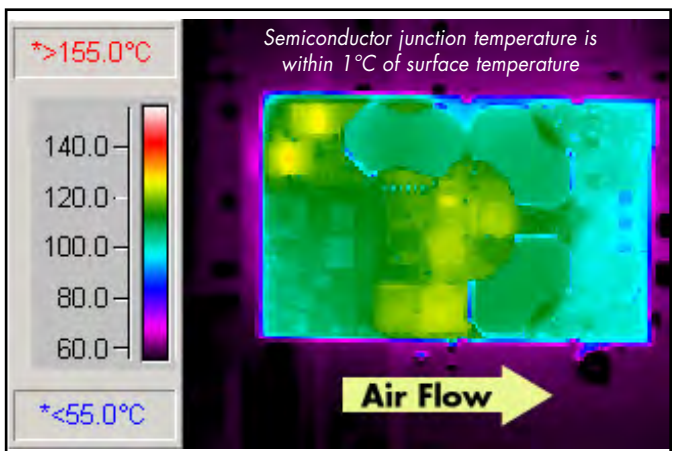 *>155.0°C
140.0
120.0
100.0
80.0
60.0
*<55.0°C
Semiconductor junction temperature is
within 1°C of surface temperature
Air Flow